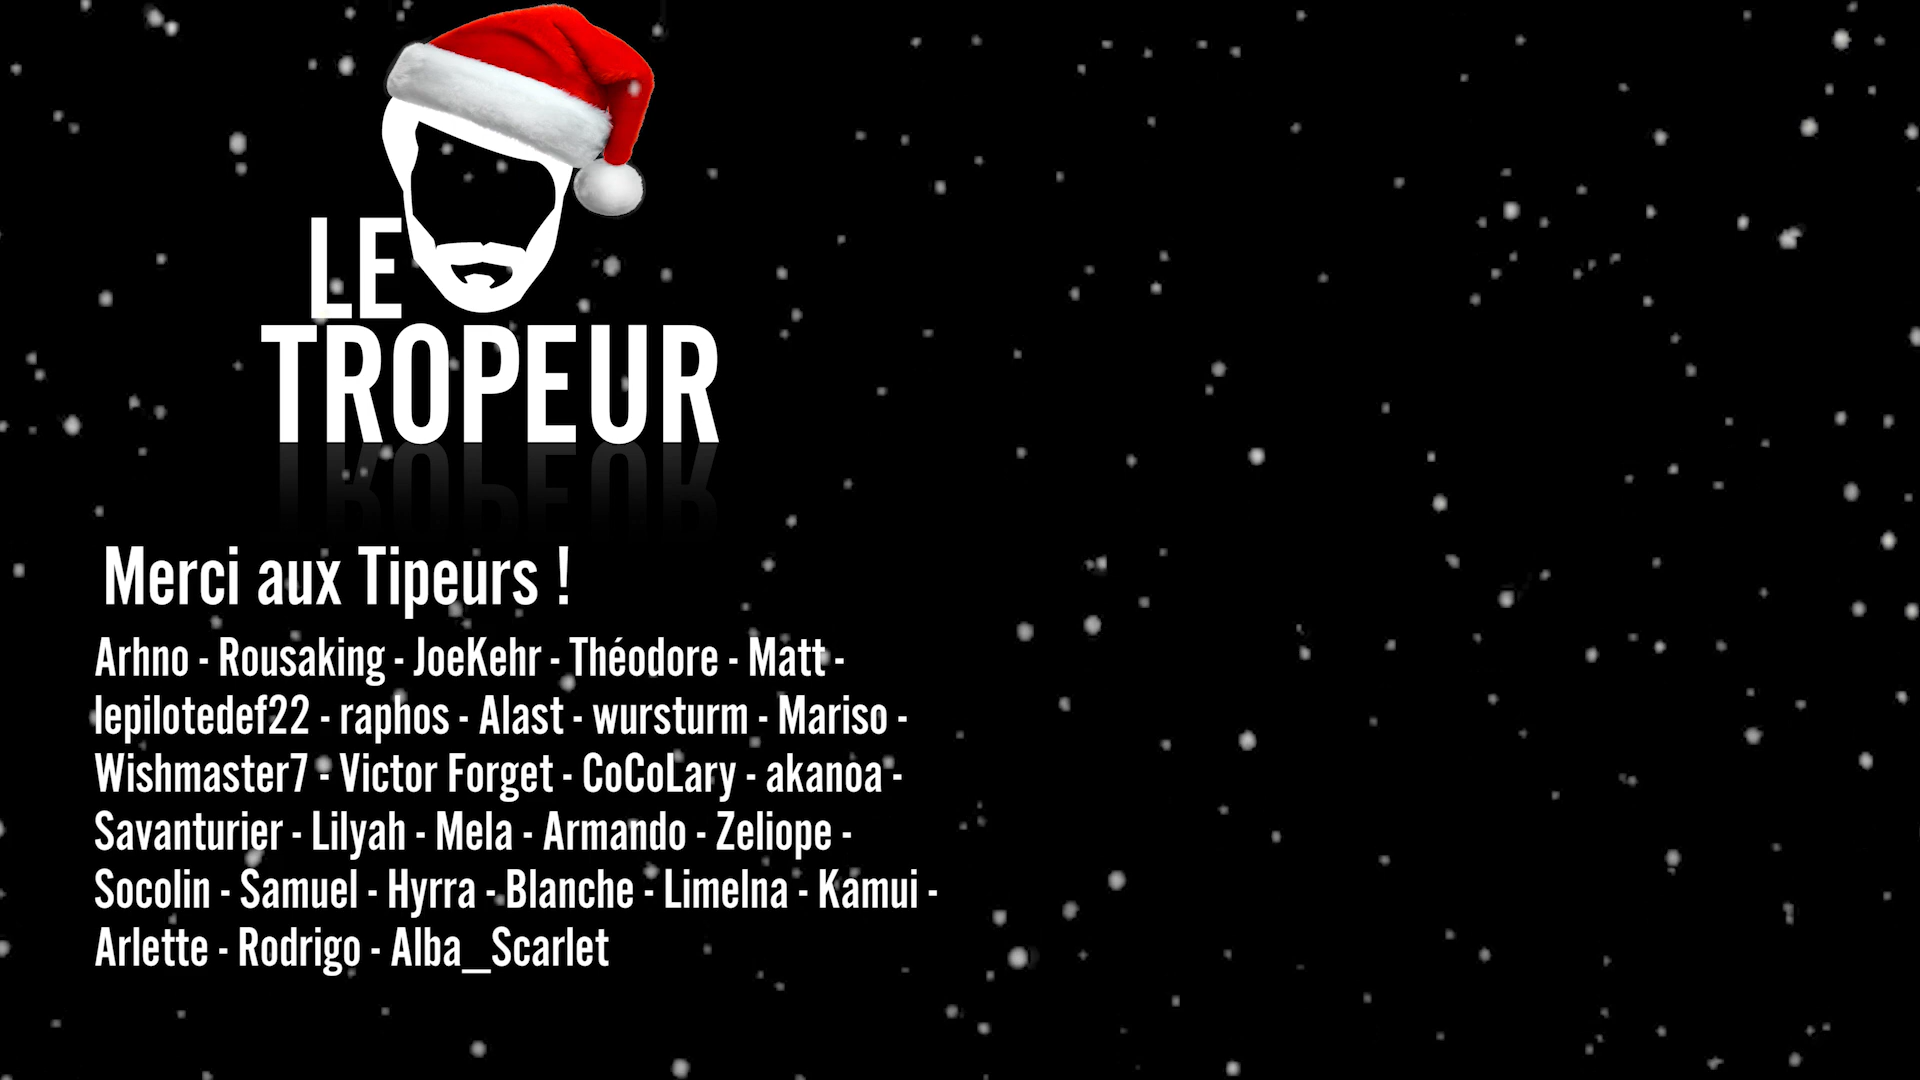 LE
TROPEUR
Merci aux Tipeurs !
Arhno - Rousaking - JoeKehr - Théodore - Matt -
lepilotedef22 - raphos - Alast - wursturm - Mariso -
Wishmaster7 - Victor Forget - CoCoLary - akanoa -
Savanturier - Lilyah - Mela - Armando - Zeliope -
Socolin - Samuel - Hyrra - Blanche - Limelna - Kamui -
Arlette - Rodrigo - Alba_Scarlet